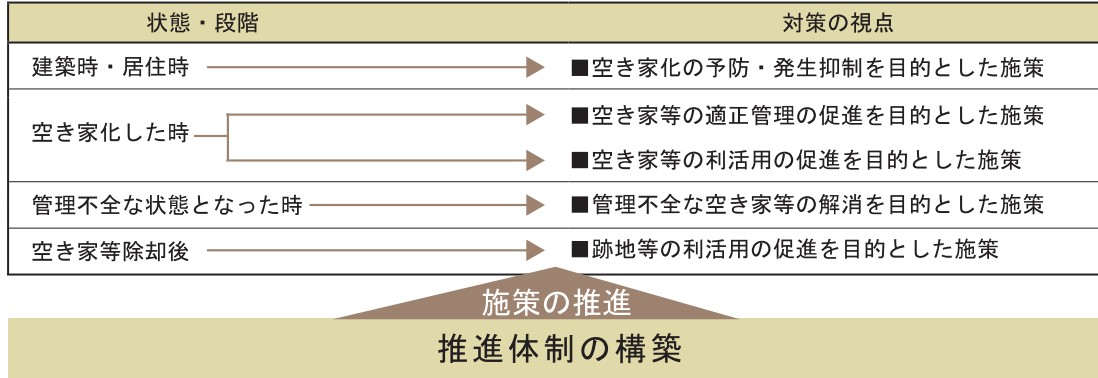 状態・段階 対策の視点
建築時・居住時 ■空き家化の予防・発生抑制を目的とした施策
空き家化した時 ■空き家等の適正管理の促進を目的とした施策
■空き家等の利活用の促進を目的とした施策
管理不全な状態となった時 ■管理不全な空き家等の解消を目的とした施策
空き家等除却後 ■跡地等の利活用の促進を目的とした施策
施策の推進
推進体制の構築